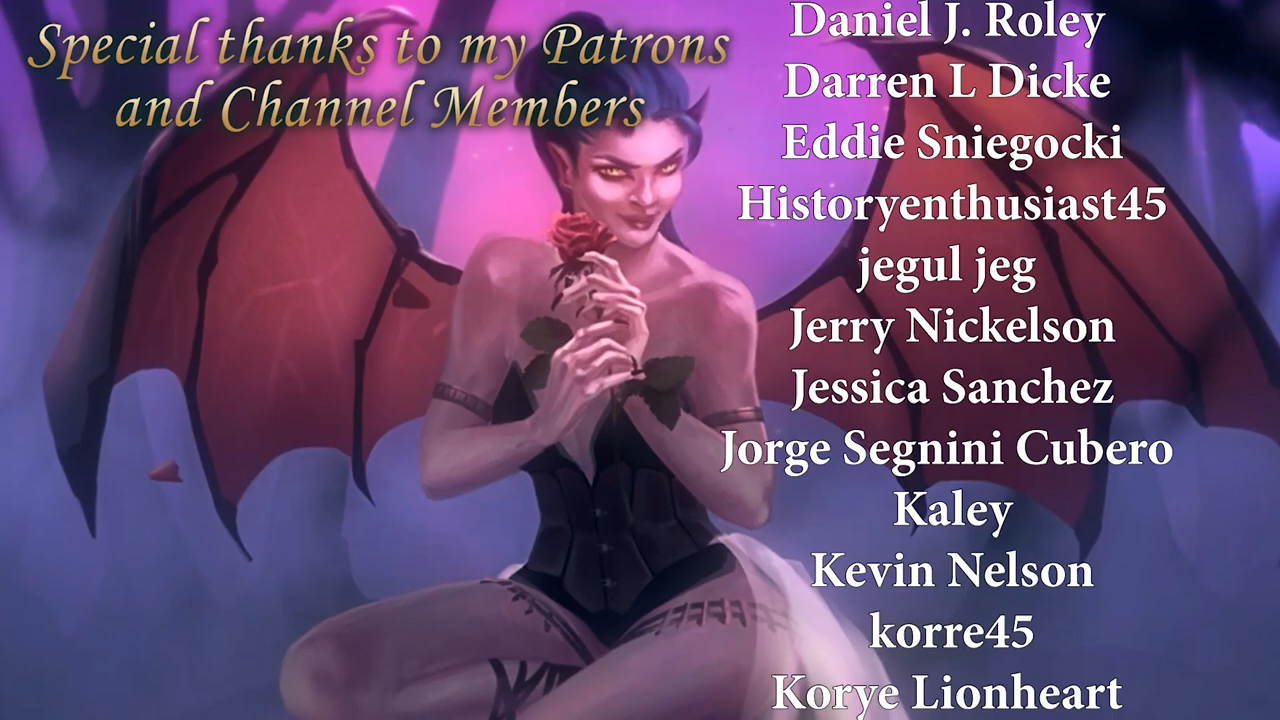 Special thanks to my Patrons
and Channel Members
Daniel J. Roley
Darren L Dicke
Eddie Sniegocki
Historyenthusiast45
jegul jeg
Jerry Nickelson
Jessica Sanchez
Jorge Segnini Cubero
Kaley
Kevin Nelson
korre45
Korye Lionheart